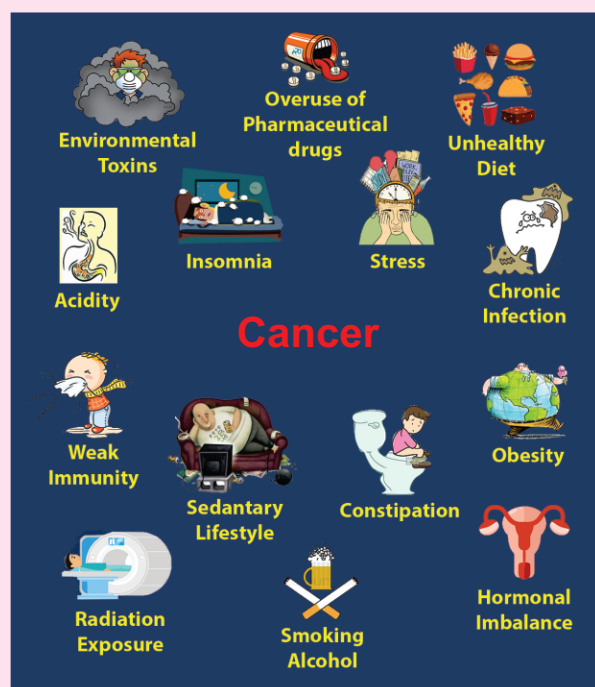 Environmental
Toxins
Overuse of
Pharmaceutical
drugs
Unhealthy
Diet
Insomnia
Stress
Acidity
Chronic
Infection
Cancer
Weak
Immunity
Sedantary
Lifestyle
Constipation
Obesity
Radiation
Exposure
Smoking
Alcohol
Hormonal
Imbalance